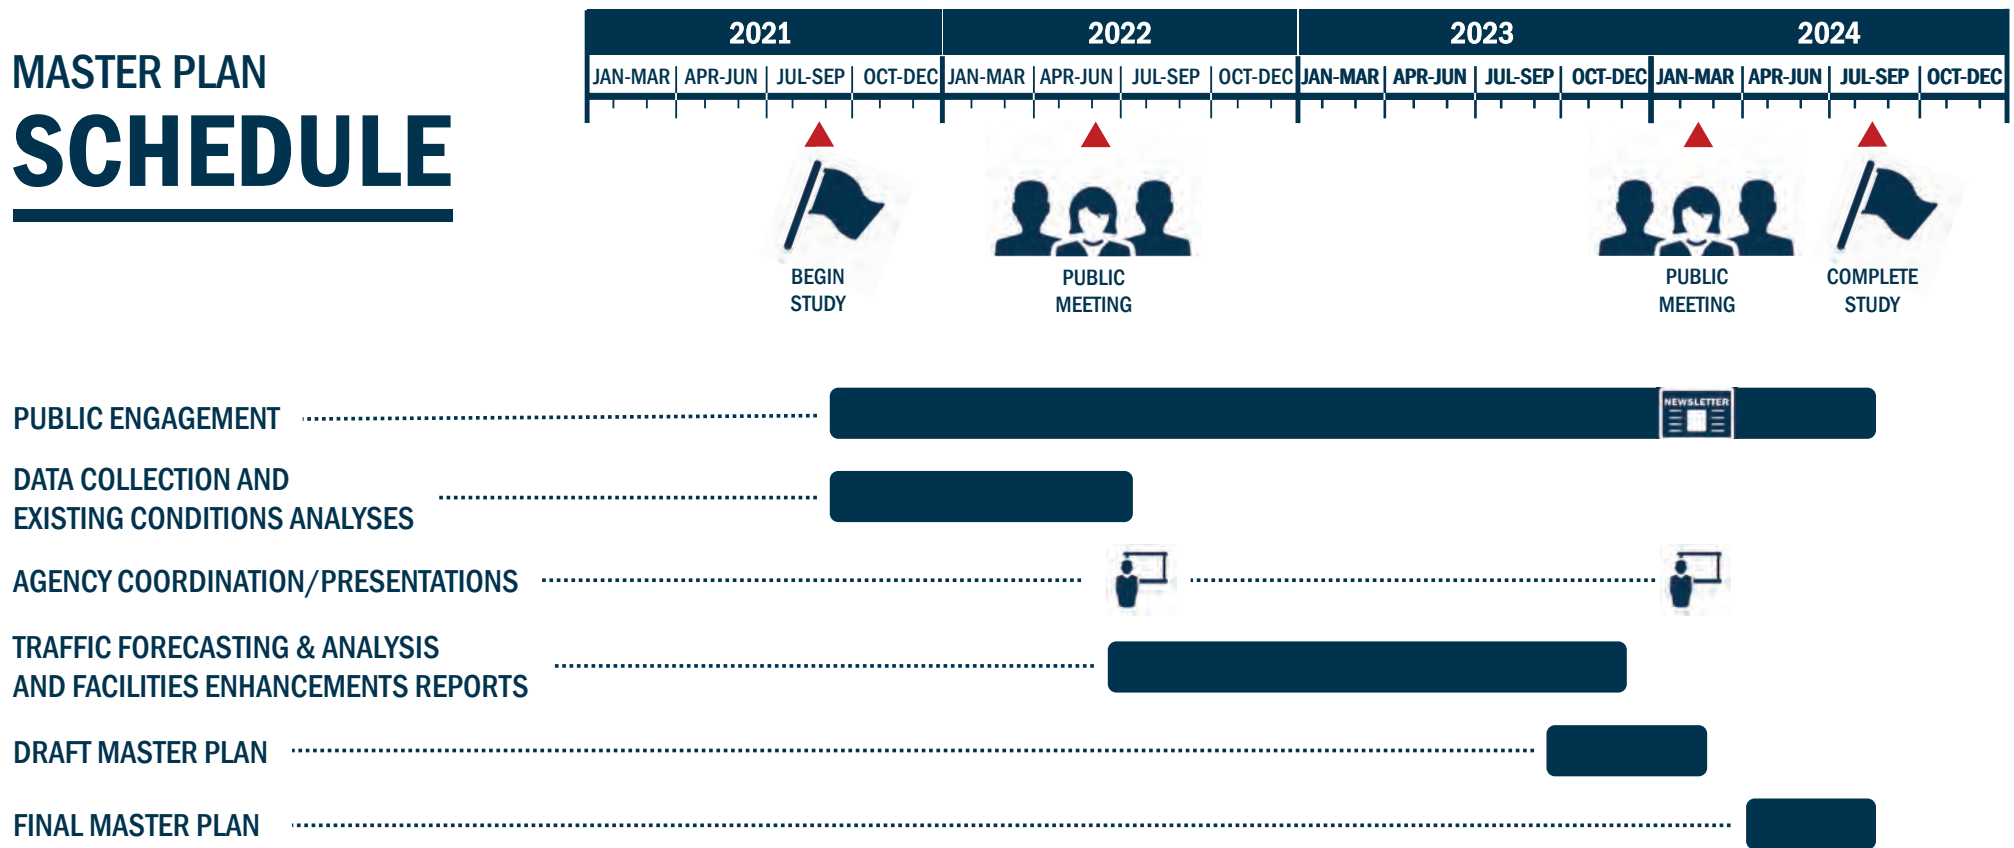 MASTER PLAN
SCHEDULE
2021 2022 2023 2024
JAN-MAR APR-JUN JUL-SEP OCT-DEC JAN-MAR APR-JUN JUL-SEP OCT-DEC JAN-MAR APR-JUN JUL-SEP OCT-DEC JAN-MAR APR-JUN JUL-SEP OCT-DEC
BEGIN
STUDY
PUBLIC
MEETING
PUBLIC
MEETING
COMPLETE
STUDY
PUBLIC ENGAGEMENT
NEWSLETTER
DATA COLLECTION AND
EXISTING CONDITIONS ANALYSES
AGENCY COORDINATION/PRESENTATIONS
TRAFFIC FORECASTING & ANALYSIS
AND FACILITIES ENHANCEMENTS REPORTS
DRAFT MASTER PLAN
FINAL MASTER PLAN